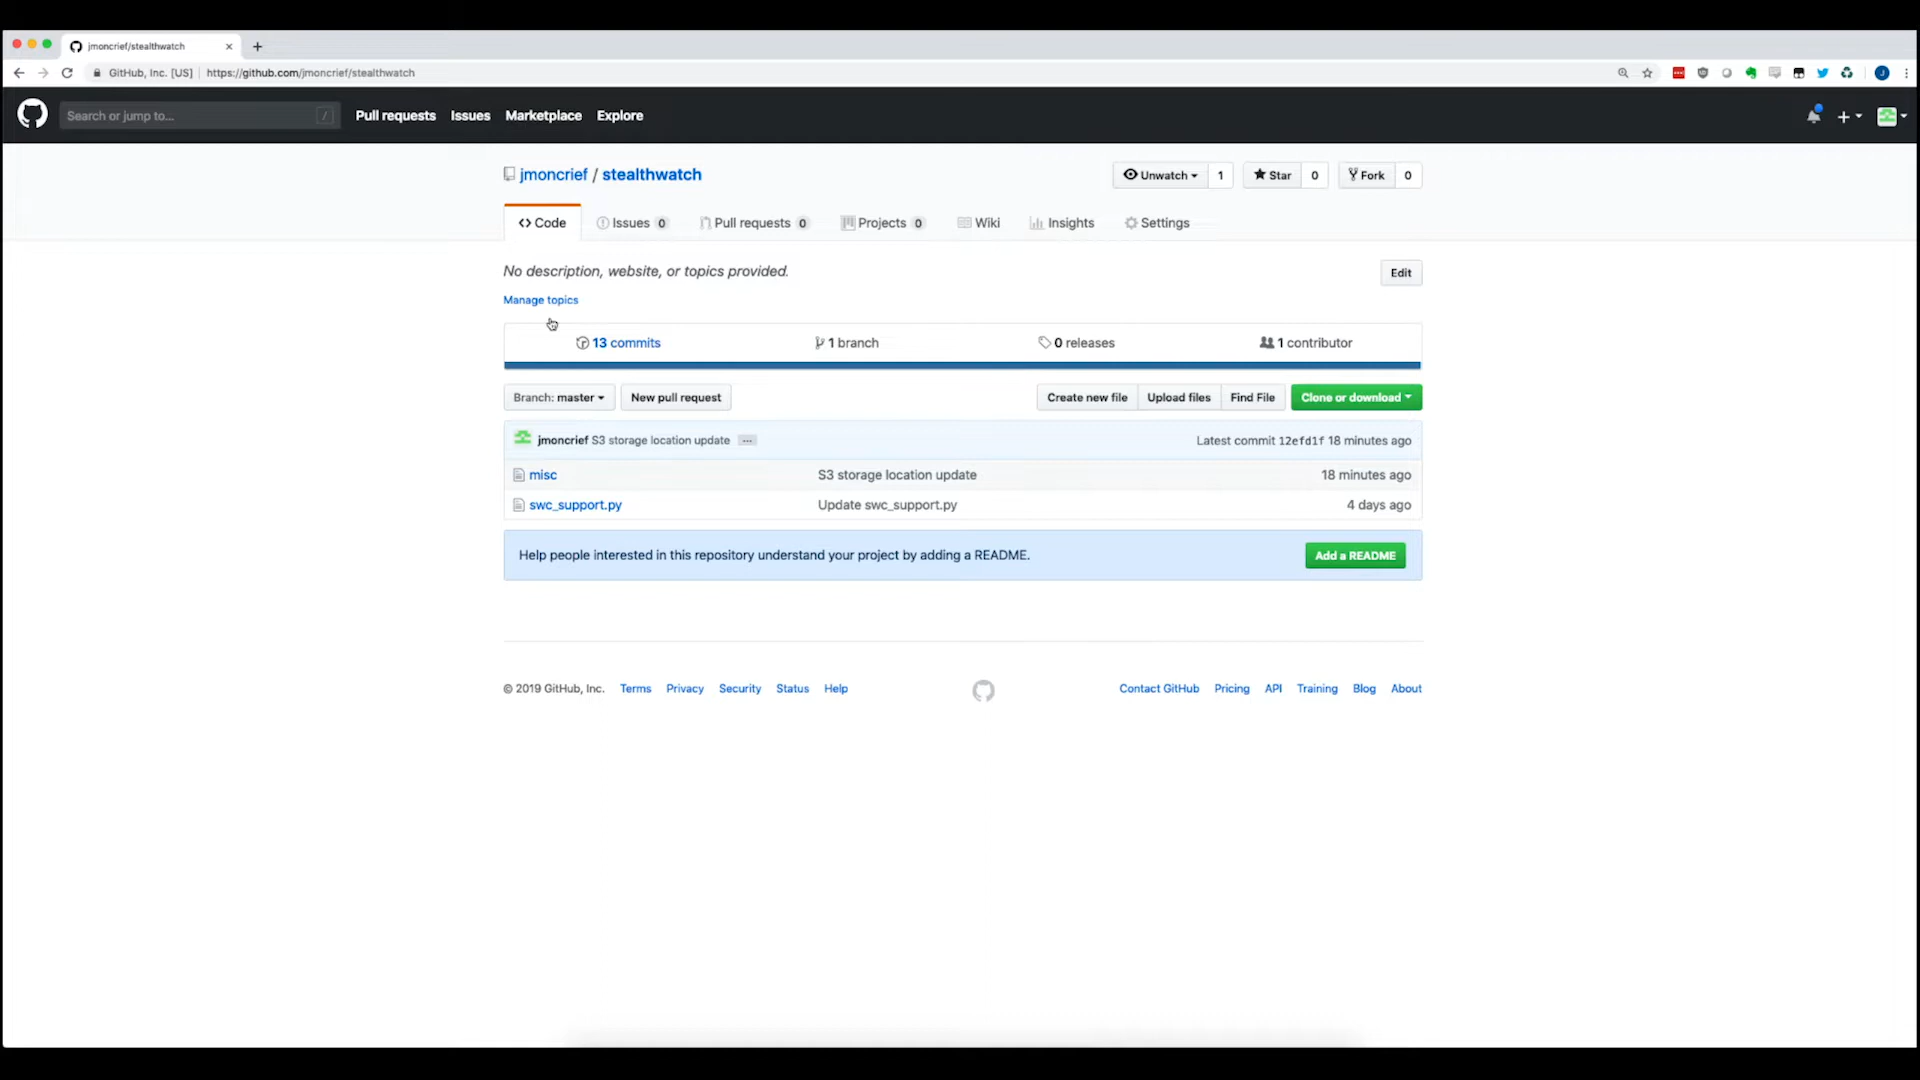 jmoncrief/stealthwatch
GitHub, Inc. [US] https://github.com/jmoncrief/stealthwatch
Search or jump to... / Pull requests Issues Marketplace Explore
jmoncrief / stealthwatch Unwatch 1 Star 0 Fork 0
Code Issues 0 Pull requests 0 Projects 0 Wiki Insights Settings
No description, website, or topics provided. Edit
Manage topics
13 commits 1 branch 0 releases 1 contributor
Branch: master New pull request Create new file Upload files Find File Clone or download
jmoncrief S3 storage location update ... Latest commit 12efd1f 18 minutes ago
misc S3 storage location update 18 minutes ago
swc_support.py Update swc_support.py 4 days ago
Help people interested in this repository understand your project by adding a README. Add a README
© 2019 GitHub, Inc. Terms Privacy Security Status Help Contact GitHub Pricing API Training Blog About